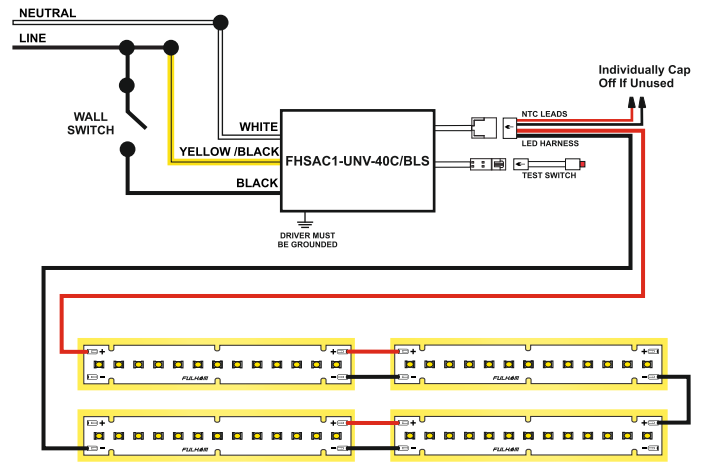 NEUTRAL
LINE
WALL
SWITCH
WHITE
YELLOW /BLACK
BLACK
FHSAC1-UNV-40C/BLS
DRIVER MUST
BE GROUNDED
Individually Cap
Off If Unused
NTC LEADS
LED HARNESS
TEST SWITCH
+ +
- -
FULHAM
+ +
- -
FULHAM
+ +
- -
FULHAM
+ +
- -
FULHAM